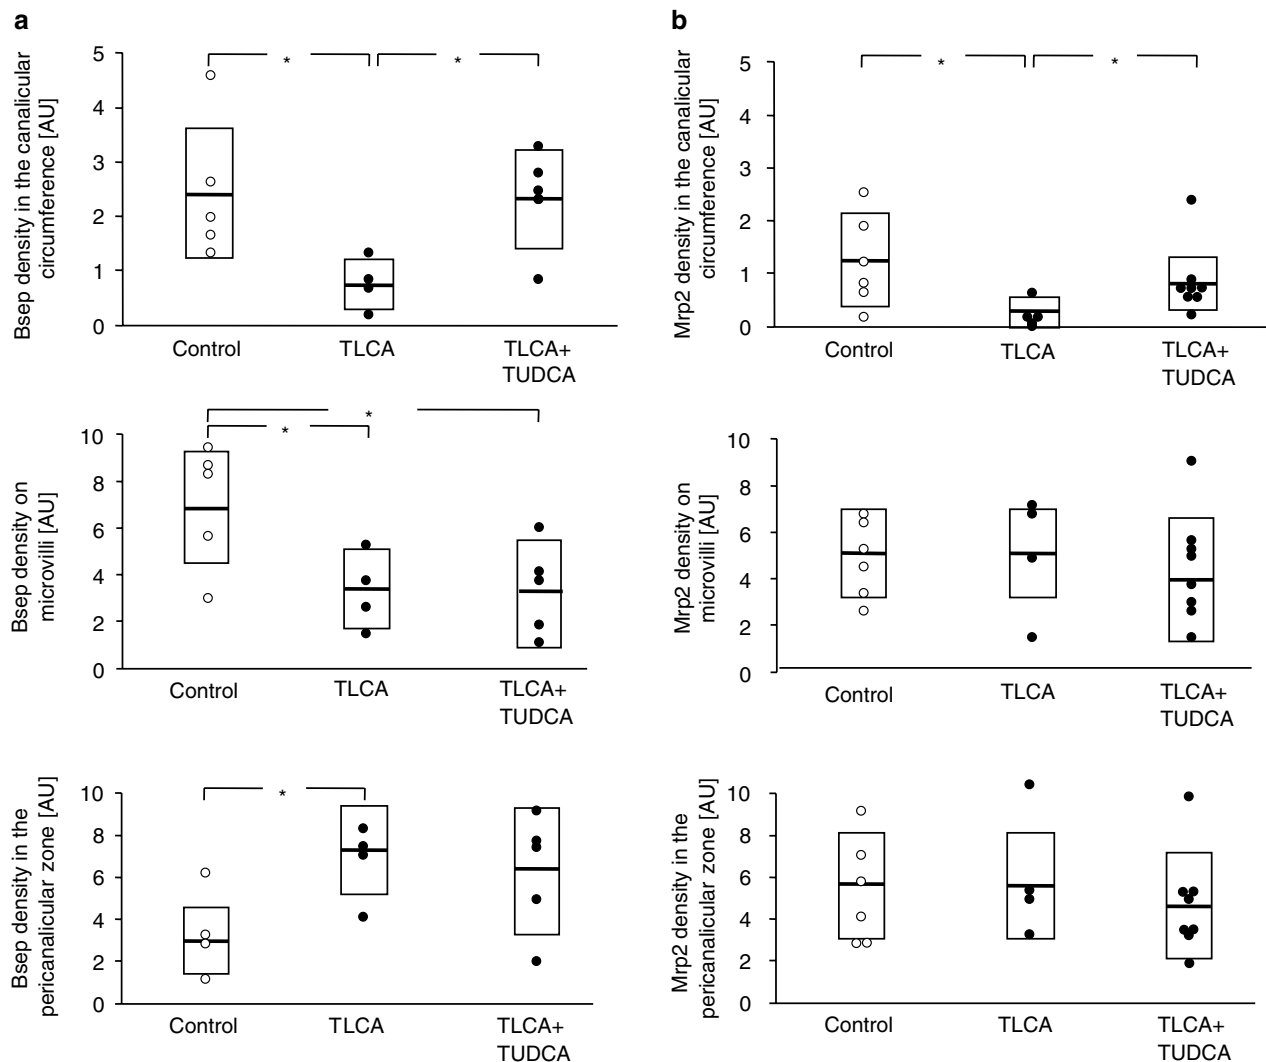 a
Bsep density in the canalicular
circumference [AU]
5
4
3
2
1
0
*
*
Control
TLCA
TLCA+
TUDCA
Bsep density on
microvilli [AU]
10
8
6
4
2
0
*
*
Control
TLCA
TLCA+
TUDCA
Bsep density in the
pericanalicular zone [AU]
10
8
6
4
2
0
*
Control
TLCA
TLCA+
TUDCA
b
Mrp2 density in the canalicular
circumference [AU]
5
4
3
2
1
0
*
*
Control
TLCA
TLCA+
TUDCA
Mrp2 density on
microvilli [AU]
10
8
6
4
2
0
Control
TLCA
TLCA+
TUDCA
Mrp2 density in the
pericanalicular zone [AU]
10
8
6
4
2
0
Control
TLCA
TLCA+
TUDCA